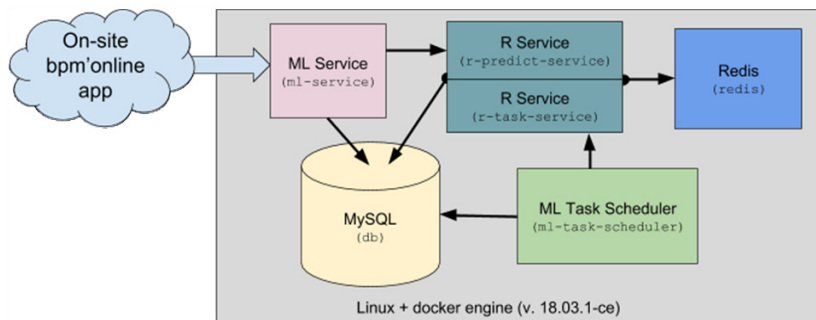 On-site
bpm'online
app
ML Service
(ml-service)
R Service
(r-predict-service)
R Service
(r-task-service)
Redis
(redis)
MySQL
(db)
ML Task Scheduler
(ml-task-scheduler)
Linux + docker engine (v. 18.03.1-ce)